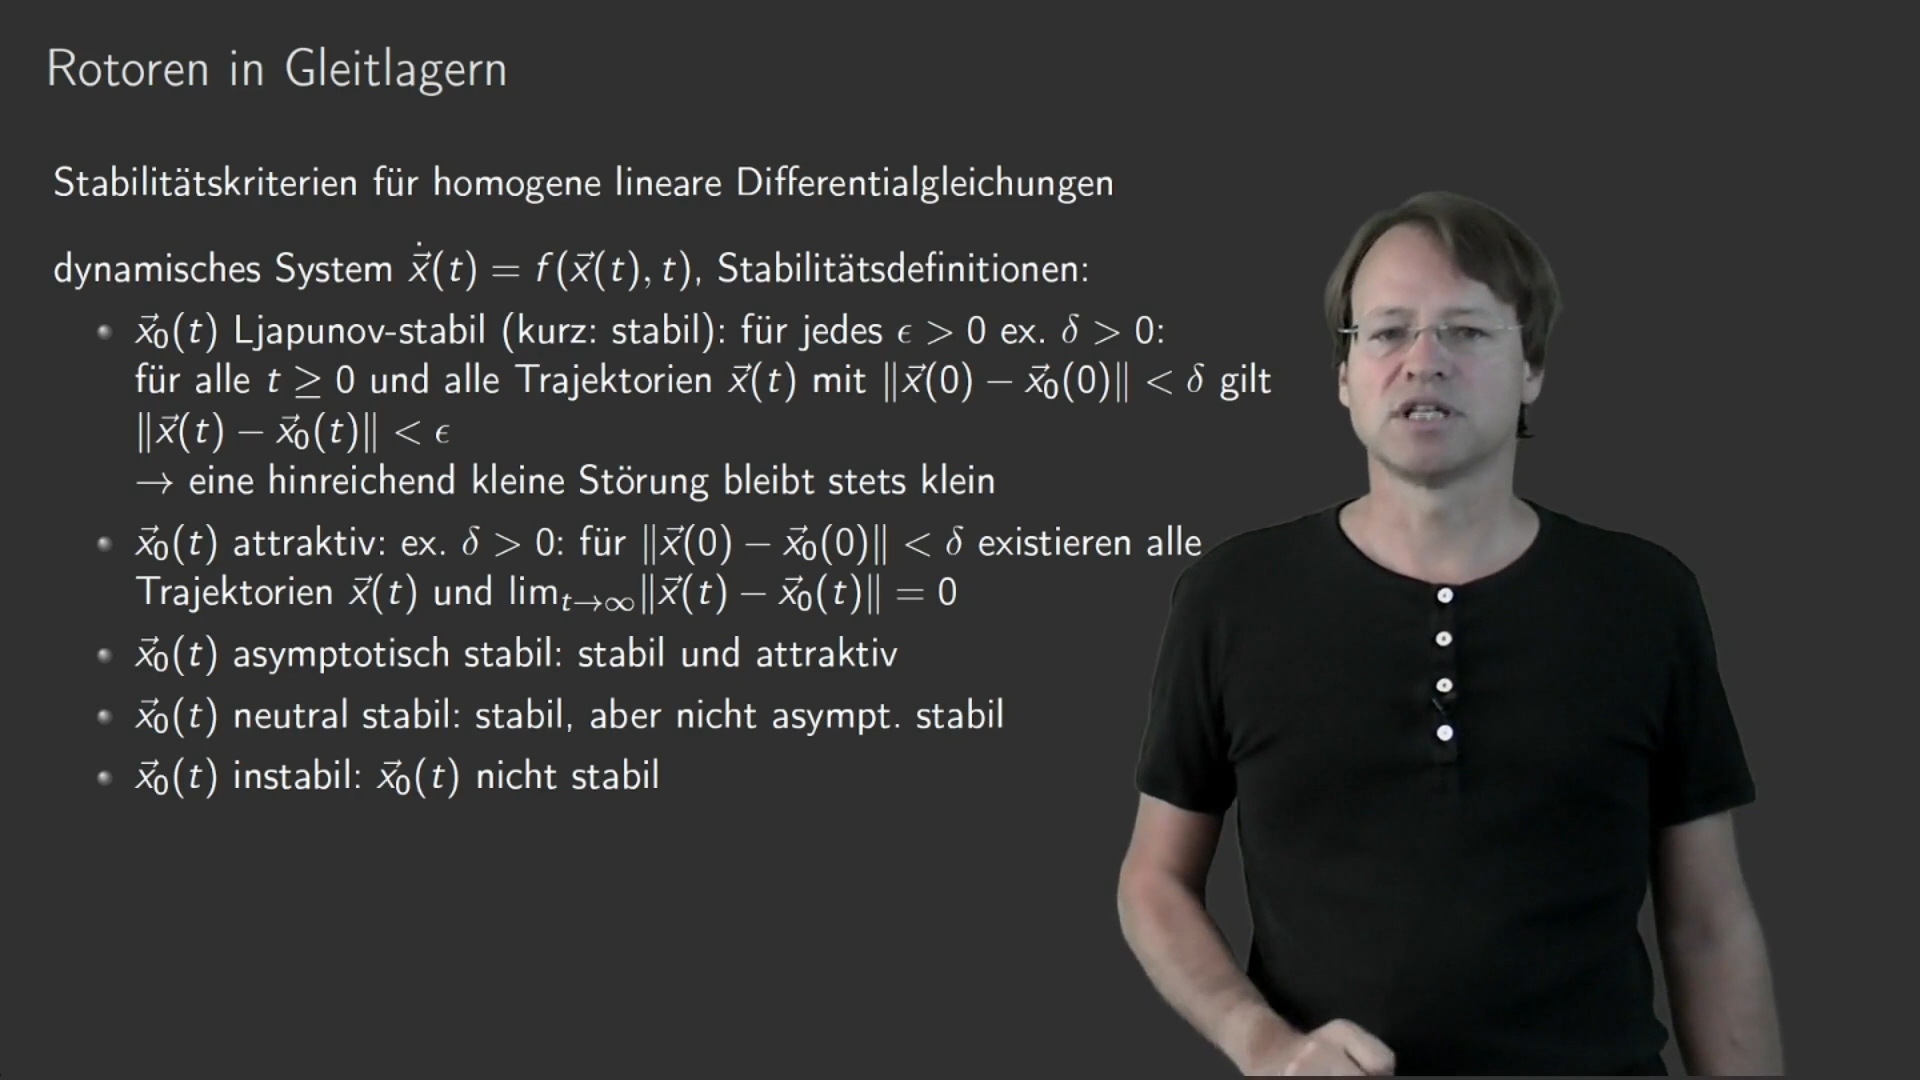 Rotoren in Gleitlagern
Stabilitätskriterien für homogene lineare Differentialgleichungen
dynamisches System $\dot{\vec{x}}(t) = f(\vec{x}(t), t)$, Stabilitätsdefinitionen:
• $\vec{x}_0(t)$ Ljapunov-stabil (kurz: stabil): für jedes $\epsilon > 0$ ex. $\delta > 0$:
für alle $t \geq 0$ und alle Trajektorien $\vec{x}(t)$ mit $\|\vec{x}(0) - \vec{x}_0(0)\| < \delta$ gilt
$\|\vec{x}(t) - \vec{x}_0(t)\| < \epsilon$
→ eine hinreichend kleine Störung bleibt stets klein
• $\vec{x}_0(t)$ attraktiv: ex. $\delta > 0$: für $\|\vec{x}(0) - \vec{x}_0(0)\| < \delta$ existieren alle
Trajektorien $\vec{x}(t)$ und $\lim_{t \to \infty} \|\vec{x}(t) - \vec{x}_0(t)\| = 0$
• $\vec{x}_0(t)$ asymptotisch stabil: stabil und attraktiv
• $\vec{x}_0(t)$ neutral stabil: stabil, aber nicht asympt. stabil
• $\vec{x}_0(t)$ instabil: $\vec{x}_0(t)$ nicht stabil